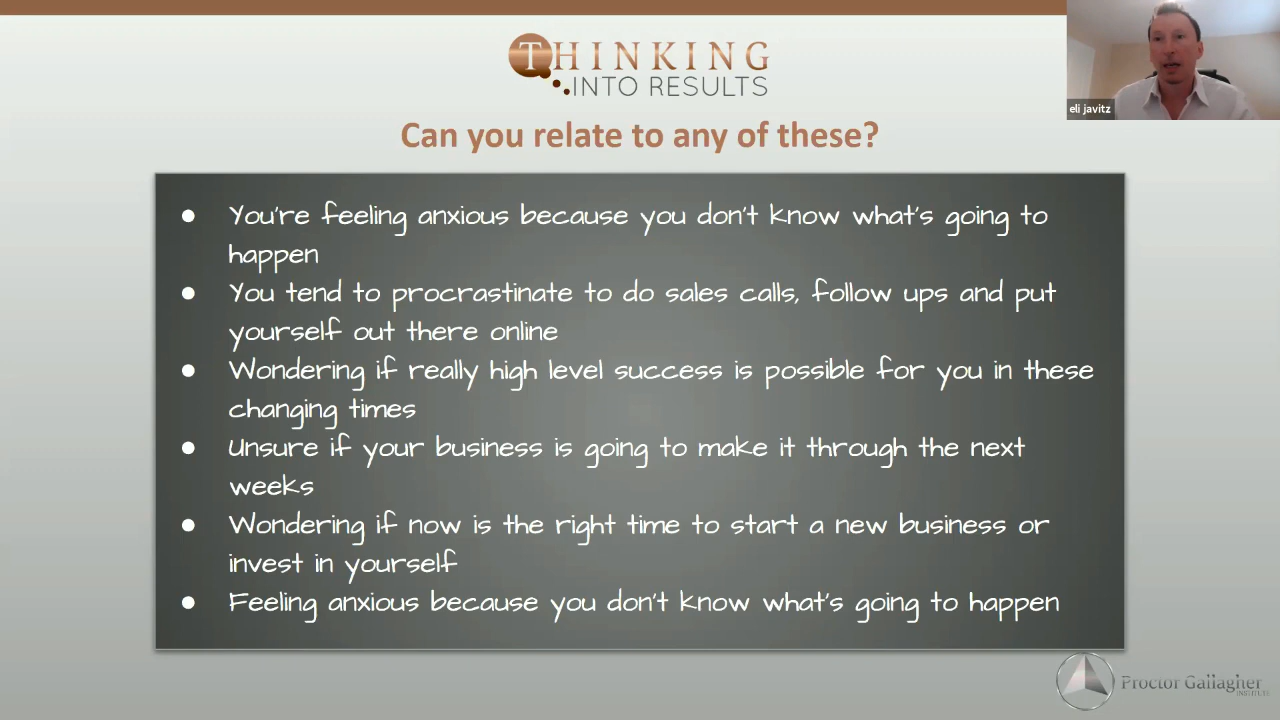 THINKING
INTO RESULTS
eli javitz
Can you relate to any of these?
● You're feeling anxious because you don't know what's going to
happen
● You tend to procrastinate to do sales calls, follow ups and put
yourself out there online
● Wondering if really high level success is possible for you in these
changing times
● Unsure if your business is going to make it through the next
weeks
● Wondering if now is the right time to start a new business or
invest in yourself
● Feeling anxious because you don't know what's going to happen
Proctor Gallagher
INSTITUTE